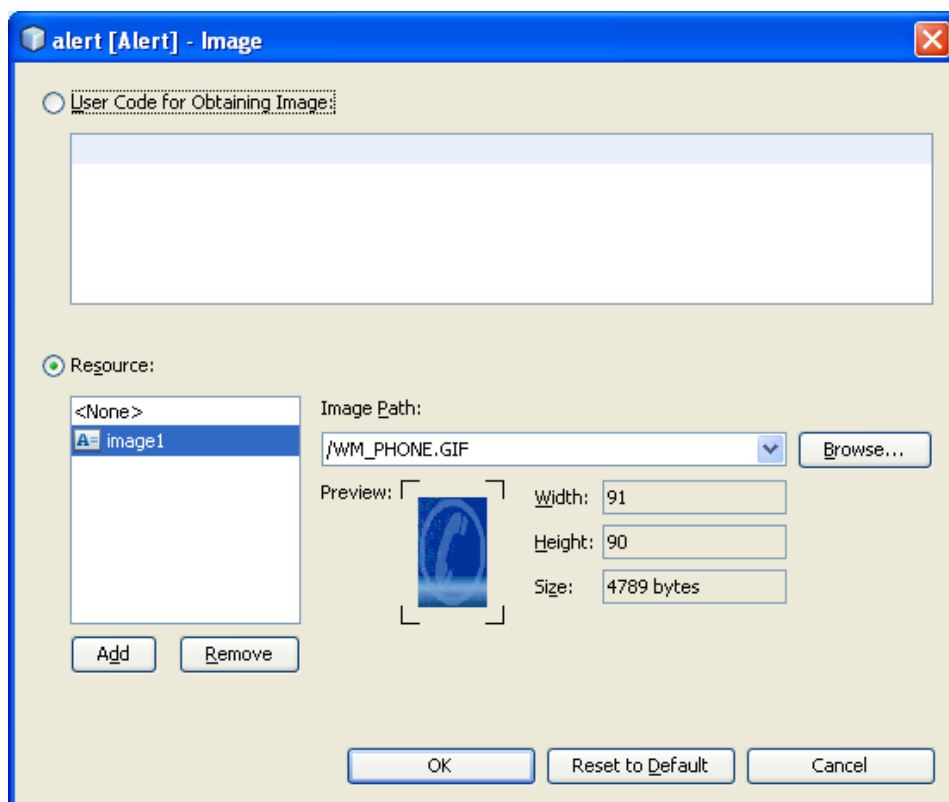 alert [Alert] - Image
User Code for Obtaining Image:
Resource:
<None>
image1
Image Path:
/WM_PHONE.GIF
Browse...
Preview:
Width: 91
Height: 90
Size: 4789 bytes
Add
Remove
OK
Reset to Default
Cancel